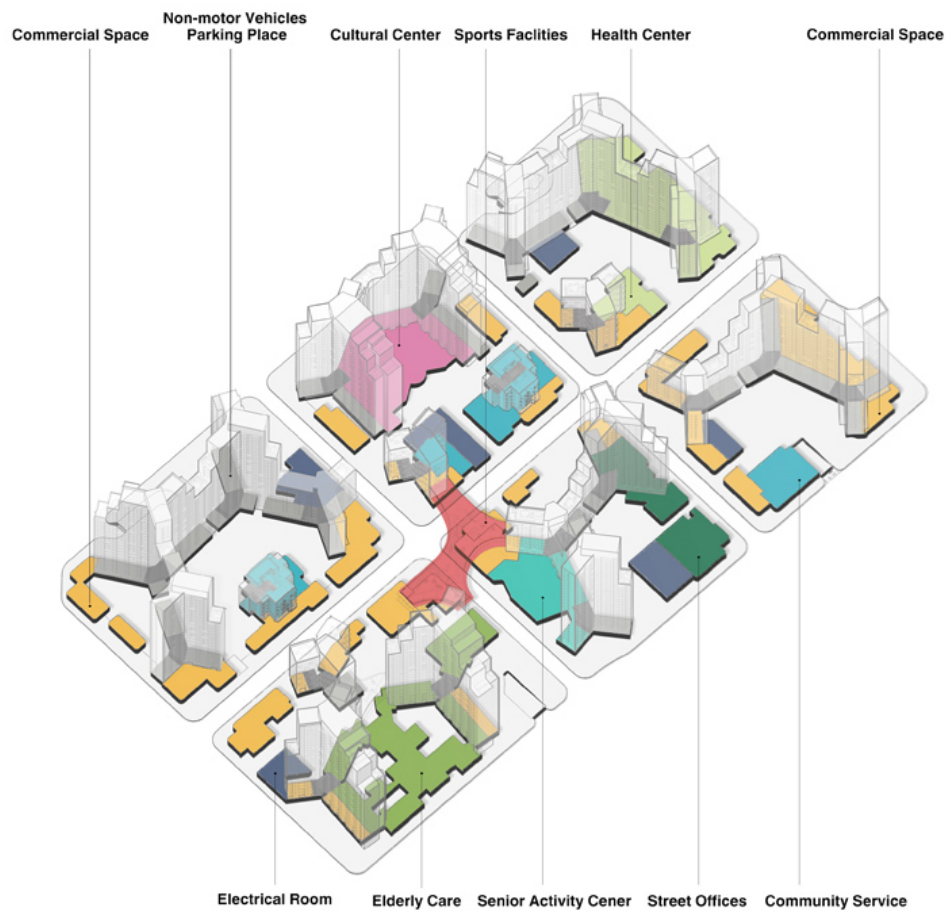 Commercial Space
Non-motor Vehicles
Parking Place
Cultural Center
Sports Faclities
Health Center
Commercial Space
Electrical Room
Elderly Care
Senior Activity Cener
Street Offices
Community Service